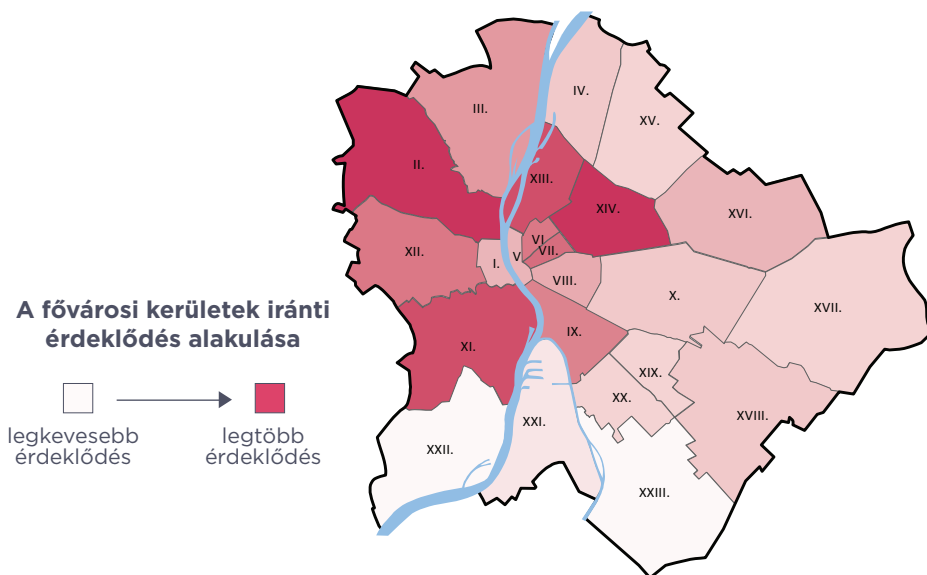 A fővárosi kerületek iránti
érdeklődés alakulása
legkevesebb
érdeklődés
legtöbb
érdeklődés
IV.
III.
XV.
II.
XIII.
XIV.
XVI.
VI.
XII.
I.
V.
VII.
VIII.
X.
XVII.
IX.
XI.
XIX.
XX.
XVIII.
XXI.
XXII.
XXIII.